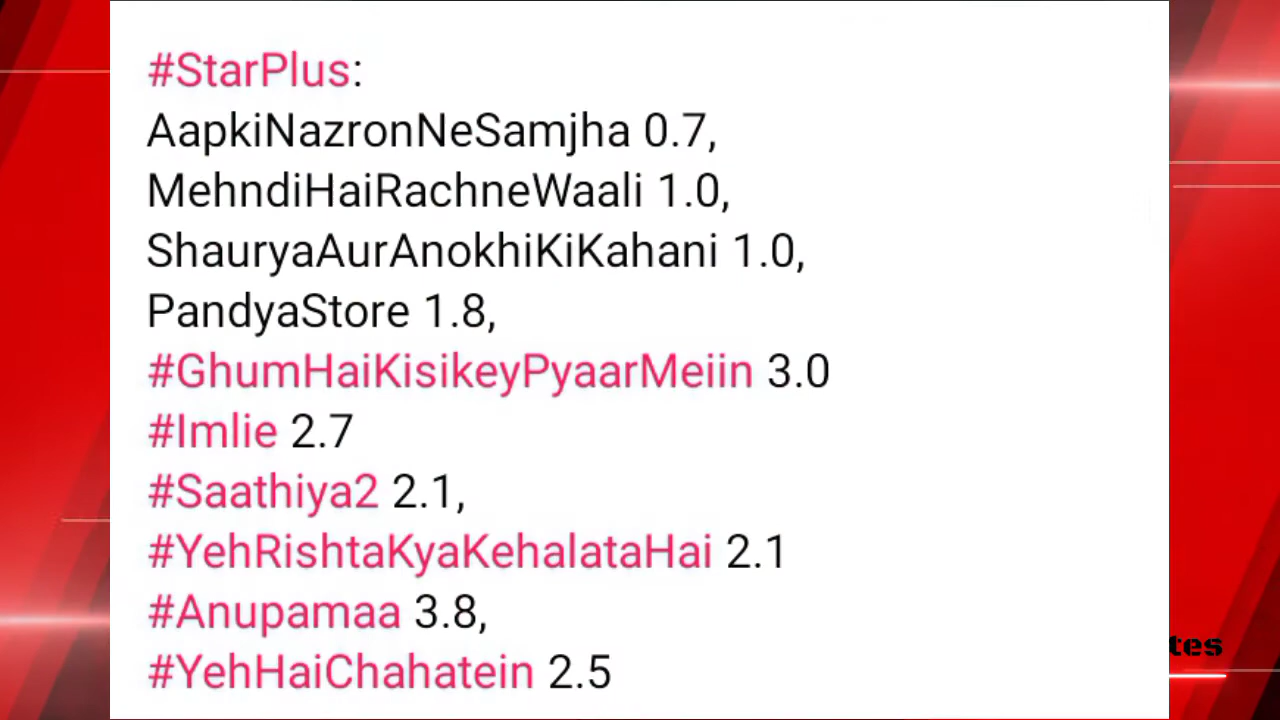 #StarPlus:
AapkiNazronNeSamjha 0.7,
MehndiHaiRachneWaali 1.0,
ShauryaAurAnokhiKiKahani 1.0,
PandyaStore 1.8,
#GhumHaiKisikeyPyaarMeiin 3.0
#Imlie 2.7
#Saathiya2 2.1,
#YehRishtaKyaKehalataHai 2.1
#Anupamaa 3.8,
#YehHaiChahatein 2.5